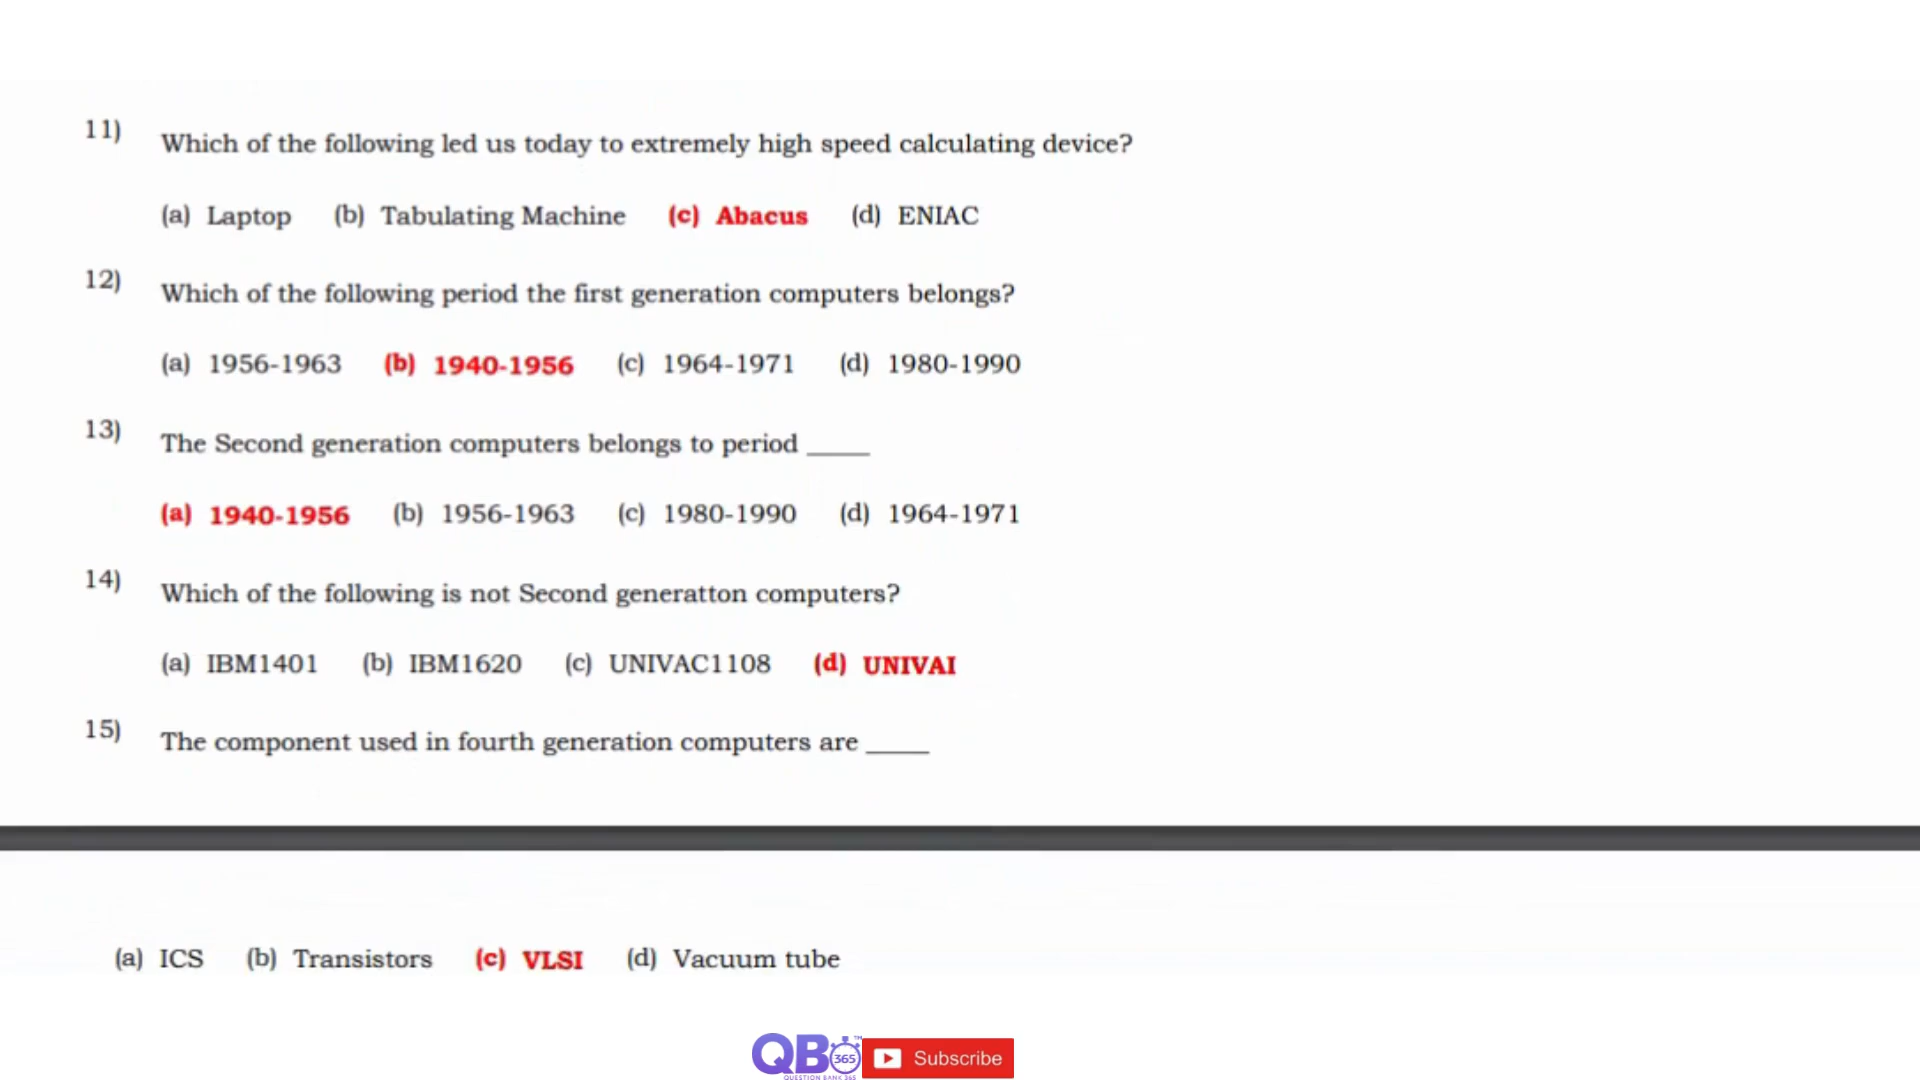 11) Which of the following led us today to extremely high speed calculating device?
(a) Laptop (b) Tabulating Machine (c) Abacus (d) ENIAC
12) Which of the following period the first generation computers belongs?
(a) 1956-1963 (b) 1940-1956 (c) 1964-1971 (d) 1980-1990
13) The Second generation computers belongs to period _____
(a) 1940-1956 (b) 1956-1963 (c) 1980-1990 (d) 1964-1971
14) Which of the following is not Second generatton computers?
(a) IBM1401 (b) IBM1620 (c) UNIVAC1108 (d) UNIVAI
15) The component used in fourth generation computers are _____
(a) ICS (b) Transistors (c) VLSI (d) Vacuum tube
QB 365™ Subscribe
QUESTION BANK 365